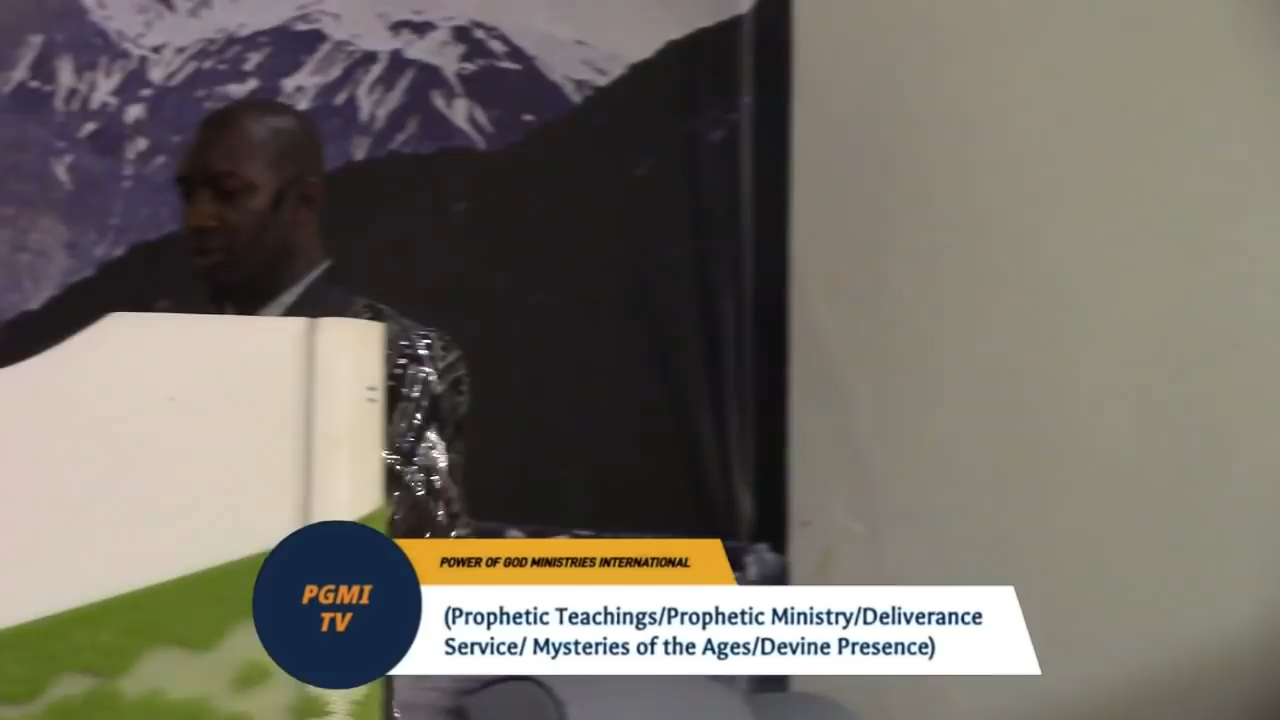 POWER OF GOD MINISTRIES INTERNATIONAL
PGMI
TV
(Prophetic Teachings/Prophetic Ministry/Deliverance
Service/ Mysteries of the Ages/Devine Presence)